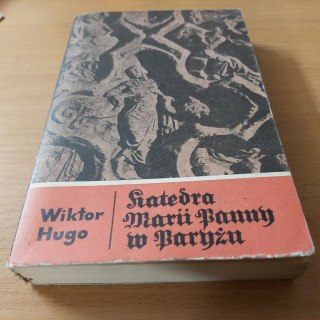 Wiktor
Hugo
Katedra
Marii Panny
w Paryżu